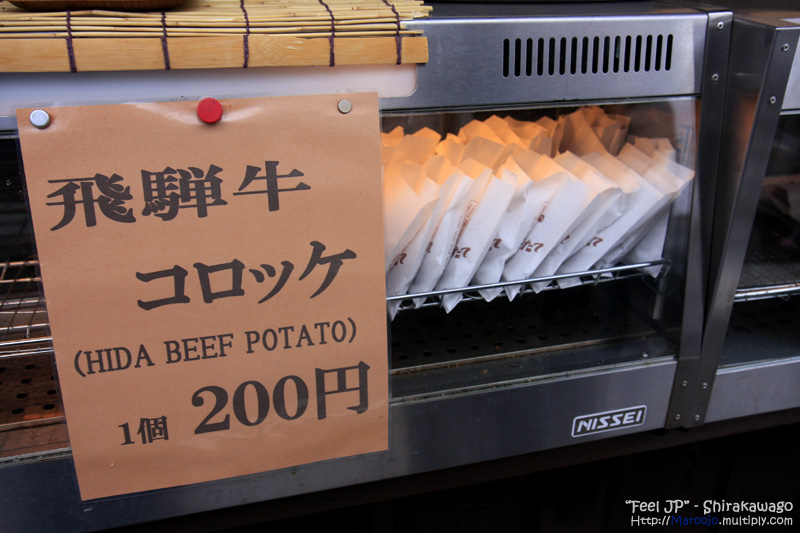 飛騨牛
コロッケ
(HIDA BEEF POTATO)
1個 200円
NISSEI
"Feel JP" - Shirakawago
Http://Maroojo.multiply.com